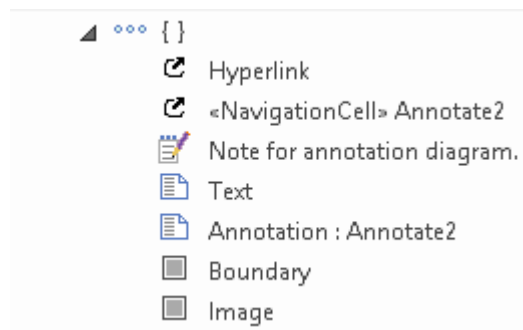 { }
Hyperlink
«NavigationCell» Annotate2
Note for annotation diagram.
Text
Annotation : Annotate2
Boundary
Image